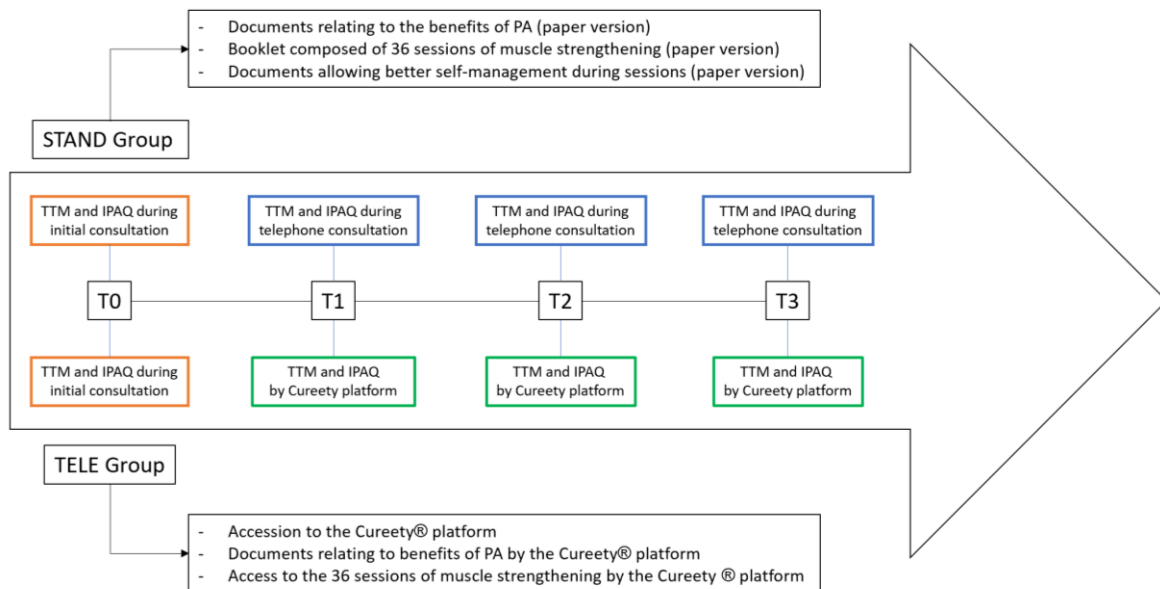 - Documents relating to the benefits of PA (paper version)
- Booklet composed of 36 sessions of muscle strengthening (paper version)
- Documents allowing better self-management during sessions (paper version)
STAND Group
TTM and IPAQ during
initial consultation
TTM and IPAQ during
telephone consultation
TTM and IPAQ during
telephone consultation
TTM and IPAQ during
telephone consultation
T0
T1
T2
T3
TTM and IPAQ during
initial consultation
TTM and IPAQ
by Cureety platform
TTM and IPAQ
by Cureety platform
TTM and IPAQ
by Cureety platform
TELE Group
- Accession to the Cureety® platform
- Documents relating to benefits of PA by the Cureety® platform
- Access to the 36 sessions of muscle strengthening by the Cureety ® platform